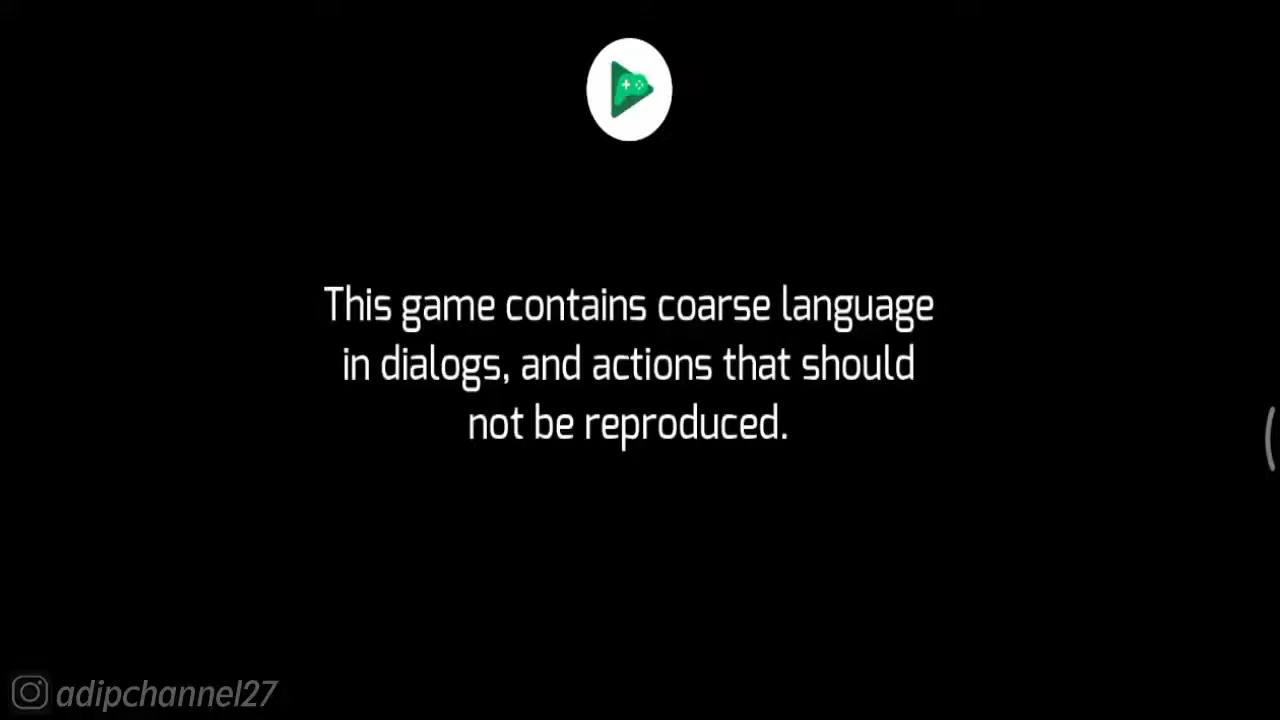 This game contains coarse language
in dialogs, and actions that should
not be reproduced.
adipchannel27